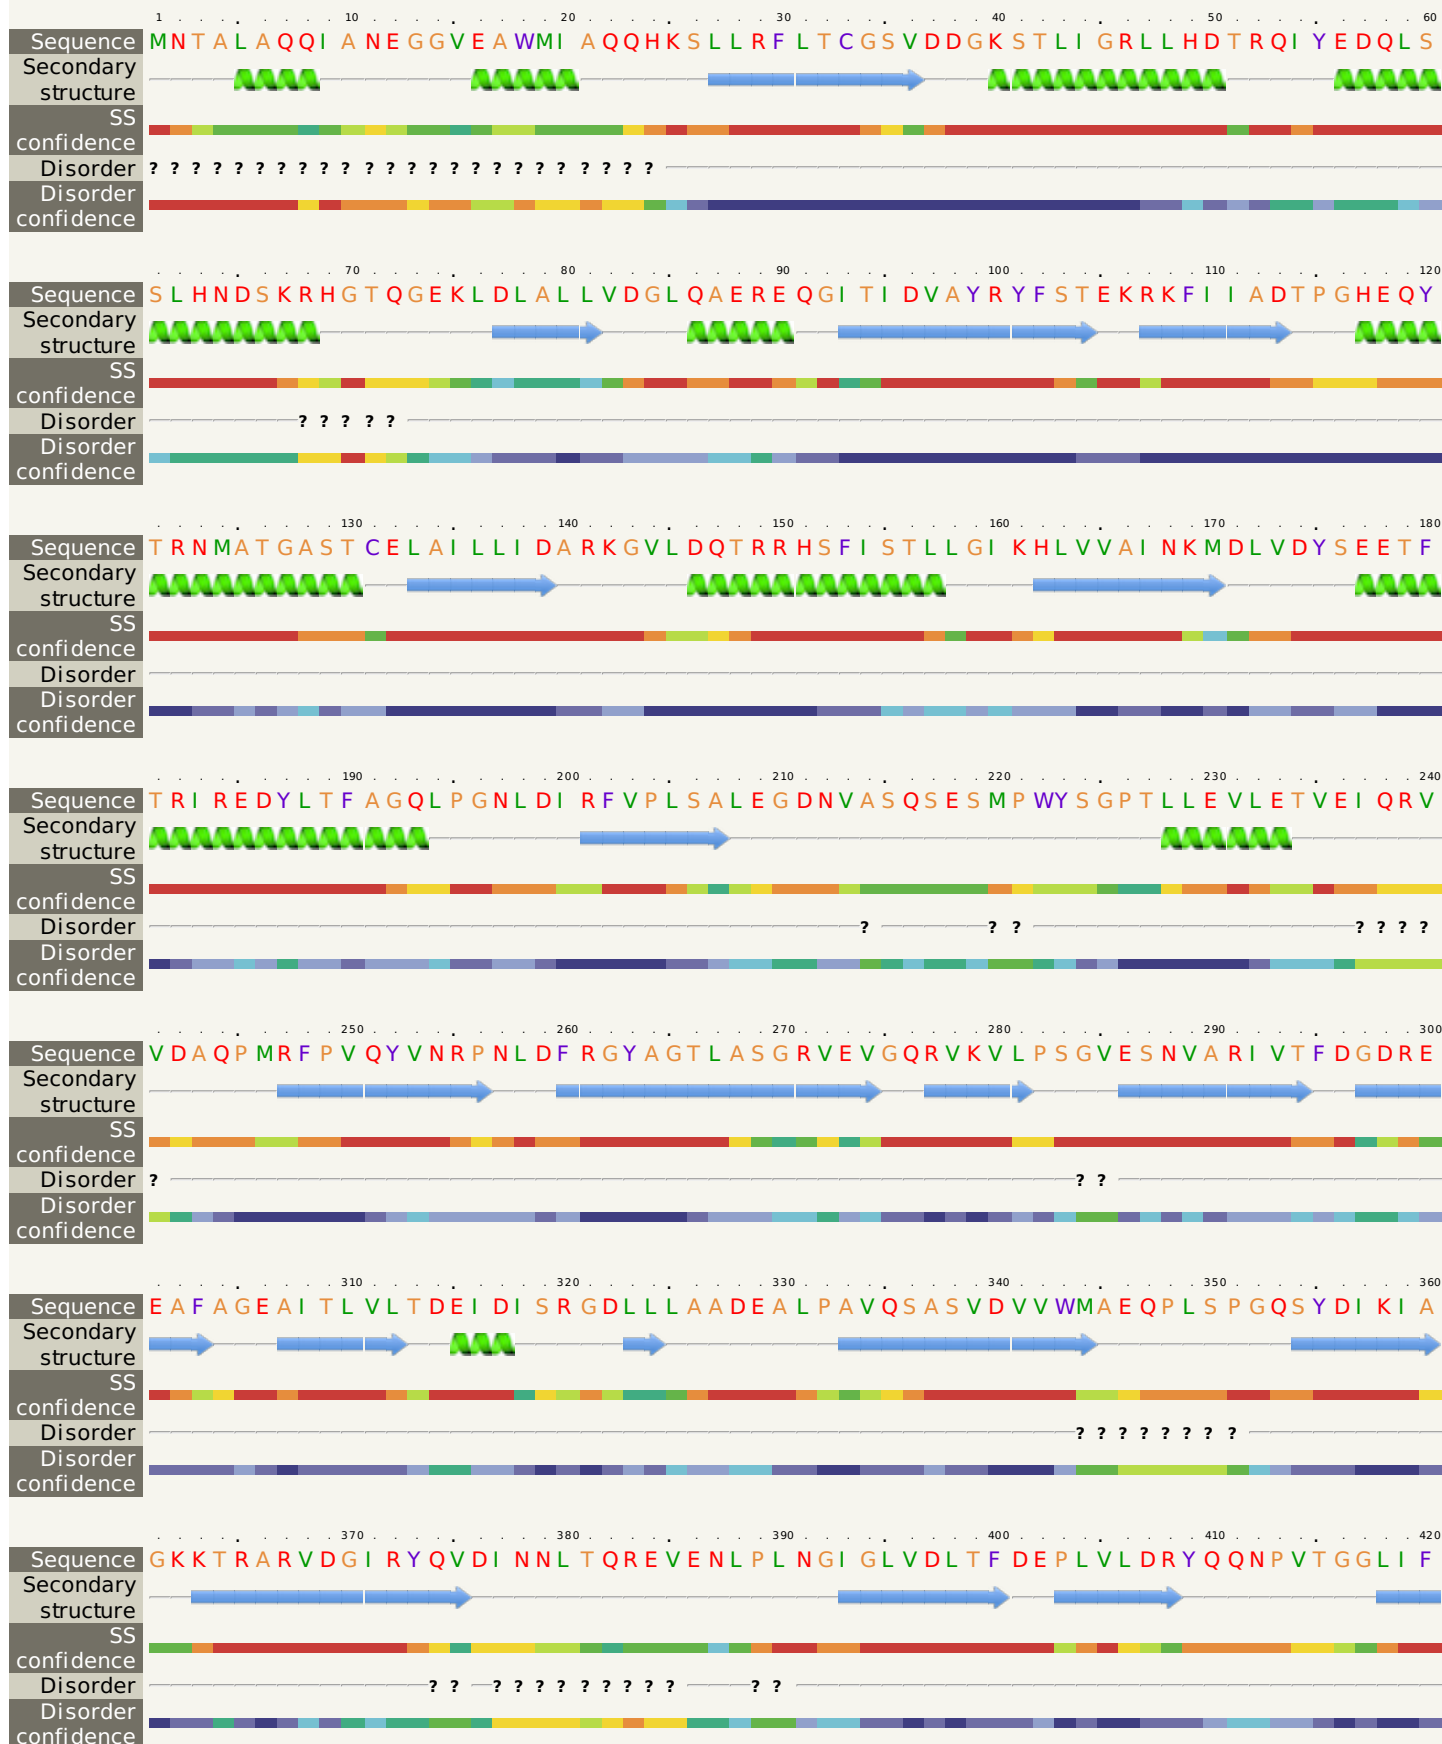 1 10 20 30 40 50 60
Sequence MNTALAQQIANEGGVEAWMIAQQHKSLLRFLTCGSVDDGKSTLIGRLLHDTRQIYEDQLS
Secondary
structure
SS
confidence
Disorder ? ? ? ? ? ? ? ? ? ? ? ? ? ? ? ? ? ? ? ? ? ? ? ?
Disorder
confidence
70 80 90 100 110 120
Sequence SLHNDSKRHGTQGEKLDLALLVDGLQAEREQGITIDVAYRYFSTEKRKFIIADTPGHEQY
Secondary
structure
SS
confidence
Disorder ? ? ? ? ?
Disorder
confidence
130 140 150 160 170 180
Sequence TRNMATGASTCELAILLIDARKGVLDQTRRHSFISTLLGIKHLVVAINKMDLVDYSEETF
Secondary
structure
SS
confidence
Disorder
Disorder
confidence
190 200 210 220 230 240
Sequence TRIREDYLTFAGQLPGNLDIRFVPLSALEGDNVASQSESMPWYSGPTLLEVLETVEIQRV
Secondary
structure
SS
confidence
Disorder ? ? ? ? ? ? ?
Disorder
confidence
250 260 270 280 290 300
Sequence VDAQPMRFPVQYVNRPNLDFRGYAGTLASGRVEVGQRVKVLPSGVESNVARIVTFDGDRE
Secondary
structure
SS
confidence
Disorder ? ? ?
Disorder
confidence
310 320 330 340 350 360
Sequence EAFAGEAITLVLTDEIDISRGDLLLAADEALPAVQSASVDVVWMAEQPLSPGQSYDIKIA
Secondary
structure
SS
confidence
Disorder ? ? ? ? ? ? ? ?
Disorder
confidence
370 380 390 400 410 420
Sequence GKKTRARVDGIRYQVDINNLTQREVENLPLNGIGLVDLTFDEPLVLDRYQQNPVTGGLIF
Secondary
structure
SS
confidence
Disorder ? ? ? ? ? ? ? ? ? ? ? ? ?
Disorder
confidence